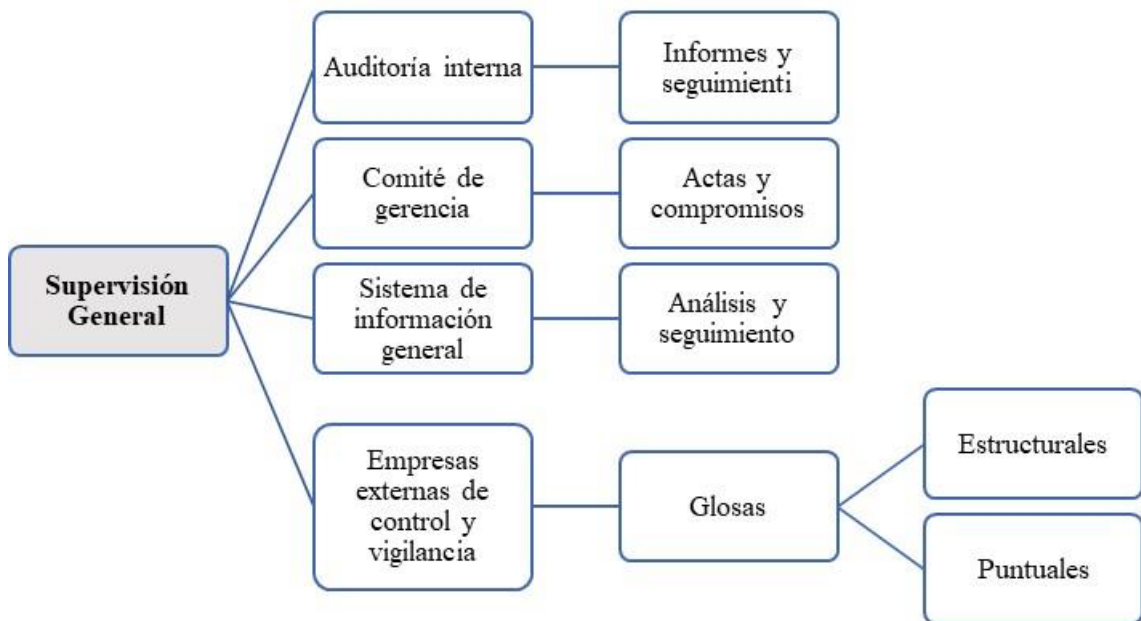 Auditoría interna
Informes y
seguimienti
Comité de
gerencia
Actas y
compromisos
Supervisión
General
Sistema de
información
general
Análisis y
seguimiento
Empresas
externas de
control y
vigilancia
Glosas
Estructurales
Puntuales